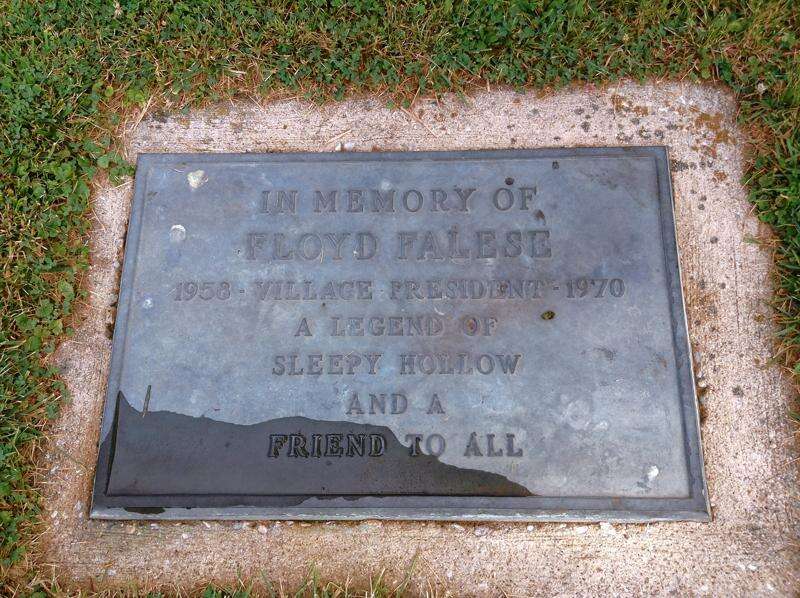 IN MEMORY OF
FLOYD FALESE
1958 - VILLAGE PRESIDENT - 1970
A LEGEND OF
SLEEPY HOLLOW
AND A
FRIEND TO ALL